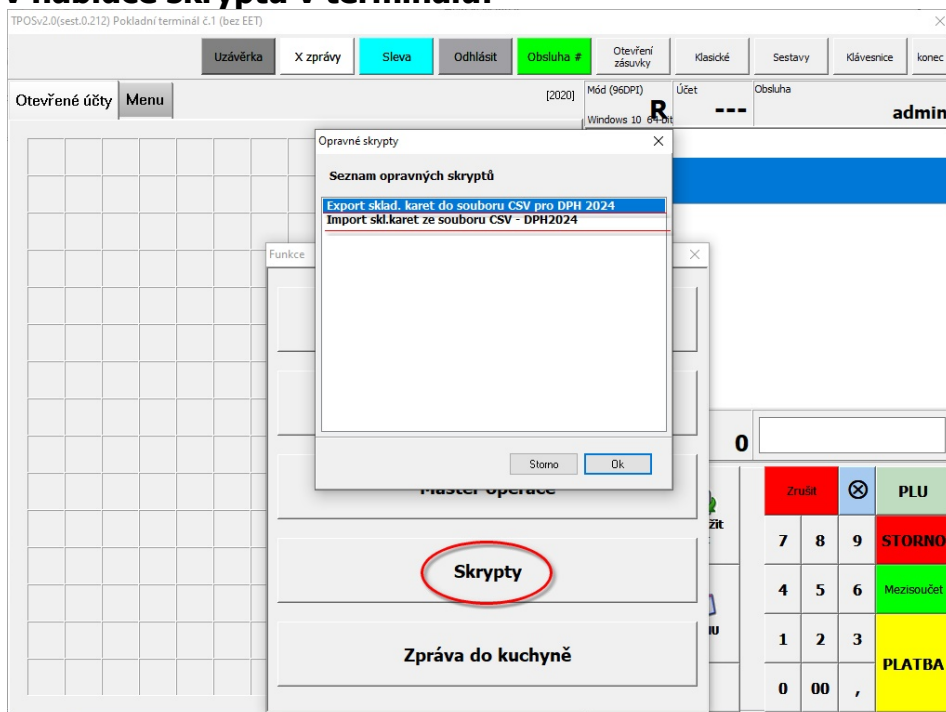 v nabídce skryptů v terminálu:
TPOSv2.0(sest.0.212) Pokladní terminál č.1 (bez EET)
Uzávěrka
X zprávy
Sleva
Odhlásit
Obsluha #
Otevření
zásuvky
Klasické
Sestavy
Klávesnice
konec
Otevřené účty
Menu
[2020]
Mód (96DPI)
R
Windows 10 64-bit
Účet
---
Obsluha
admin
Opravné skrypty
Seznam opravných skryptů
Export sklad. karet do souboru CSV pro DPH 2024
Import skl.karet ze souboru CSV - DPH2024
Storno
Ok
Funkce
0
Master operace
Skrypty
Zpráva do kuchyně
Zrušit
PLU
7
8
9
STORNO
4
5
6
Mezisoučet
1
2
3
PLATBA
0
00
,